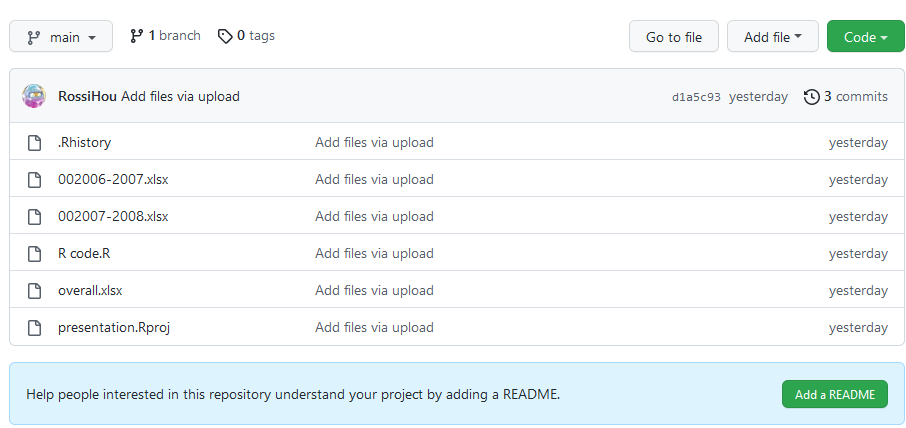 main 1 branch 0 tags Go to file Add file Code
RossiHou Add files via upload d1a5c93 yesterday 3 commits
.Rhistory Add files via upload yesterday
002006-2007.xlsx Add files via upload yesterday
002007-2008.xlsx Add files via upload yesterday
R code.R Add files via upload yesterday
overall.xlsx Add files via upload yesterday
presentation.Rproj Add files via upload yesterday
Help people interested in this repository understand your project by adding a README. Add a README